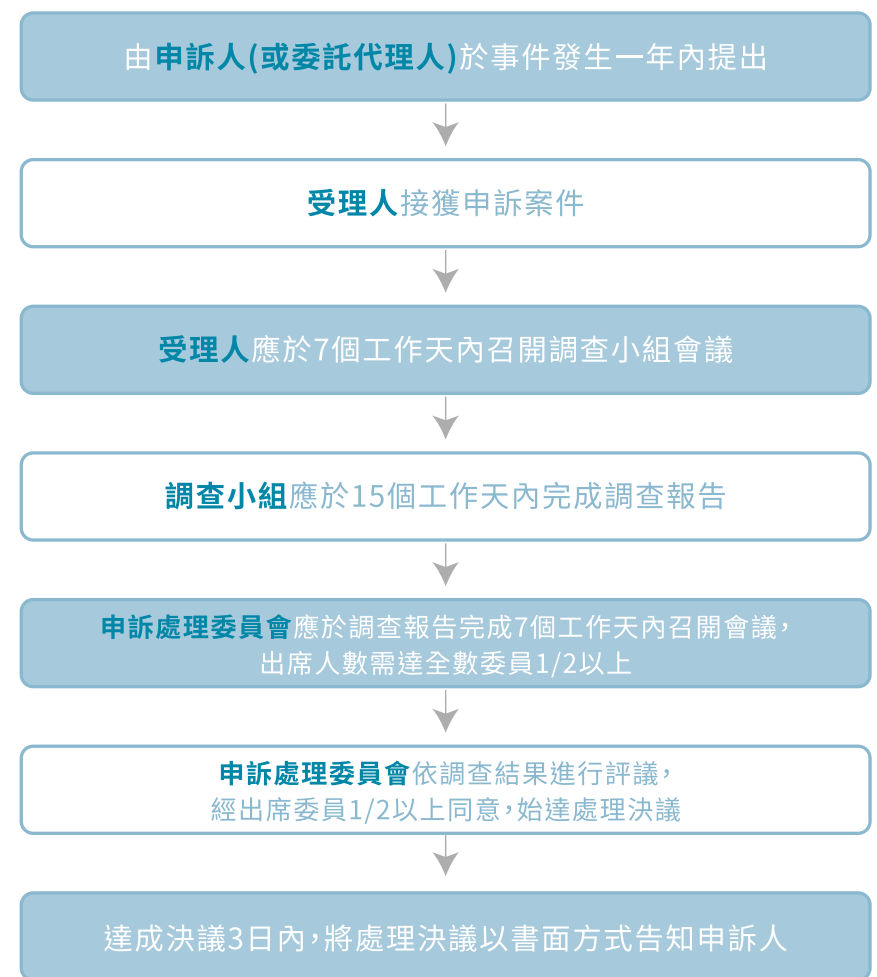 由申訴人(或委託代理人)於事件發生一年內提出
受理人接獲申訴案件
受理人應於7個工作天內召開調查小組會議
調查小組應於15個工作天內完成調查報告
申訴處理委員會應於調查報告完成7個工作天內召開會議，
出席人數需達全數委員1/2以上
申訴處理委員會依調查結果進行評議，
經出席委員1/2以上同意，始達處理決議
達成決議3日內，將處理決議以書面方式告知申訴人